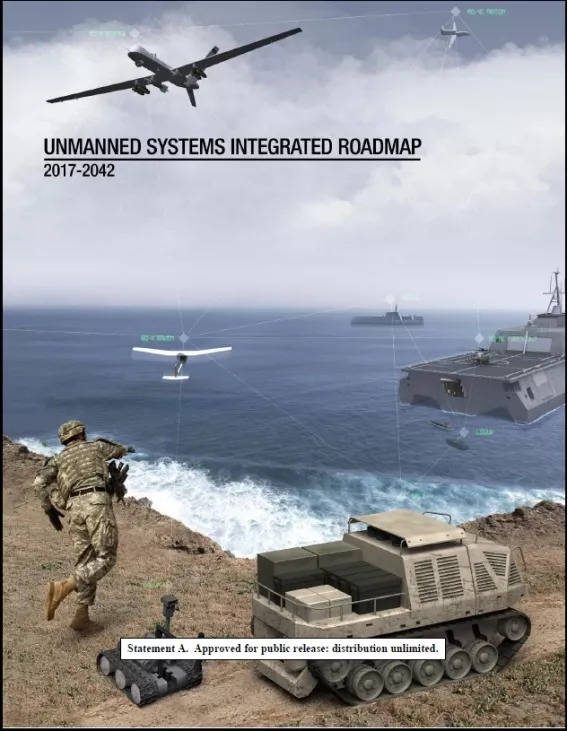 UNMANNED SYSTEMS INTEGRATED ROADMAP
2017-2042
Statement A.  Approved for public release: distribution unlimited.